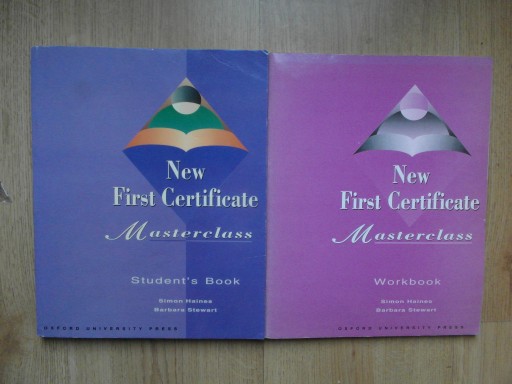 New
First Certificate
Masterclass
Student's Book
Simon Haines
Barbara Stewart
OXFORD UNIVERSITY PRESS
New
First Certificate
Masterclass
Workbook
Simon Haines
Barbara Stewart
OXFORD UNIVERSITY PRESS